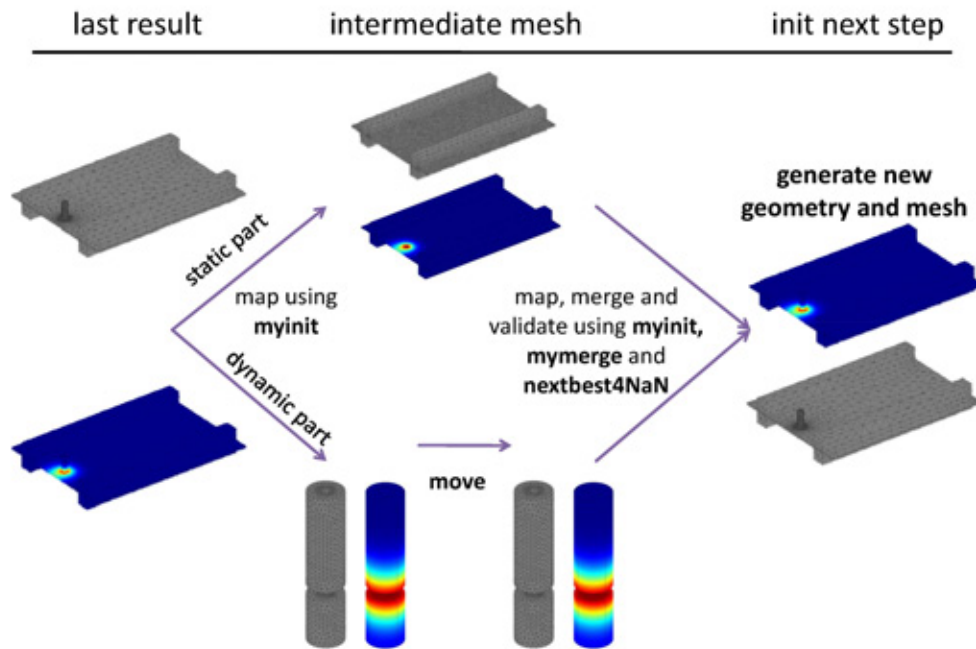 last result
intermediate mesh
init next step
generate new
geometry and mesh
static part
map using
myinit
dynamic part
map, merge and
validate using myinit,
mymerge and
nextbest4NaN
move